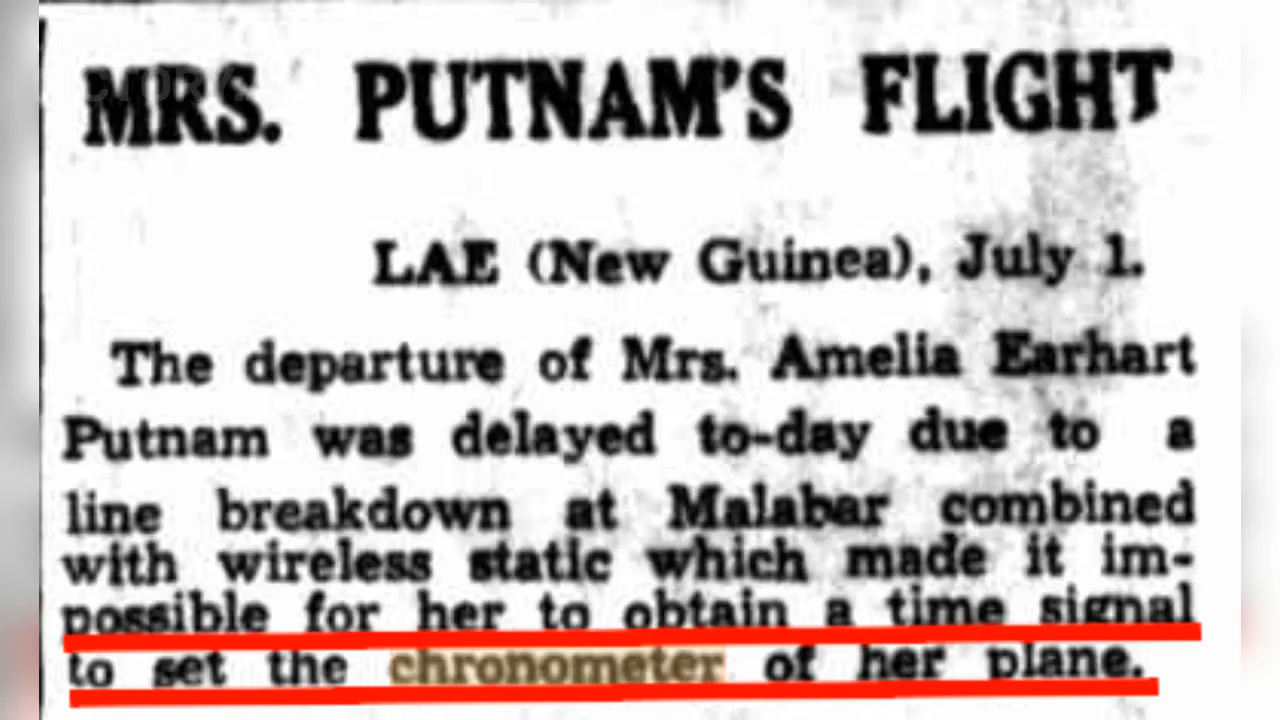 MRS. PUTNAM'S FLIGHT
LAE (New Guinea), July 1.
The departure of Mrs. Amelia Earhart
Putnam was delayed to-day due to a
line breakdown at Malabar combined
with wireless static which made it im-
possible for her to obtain a time signal
to set the chronometer of her plane.